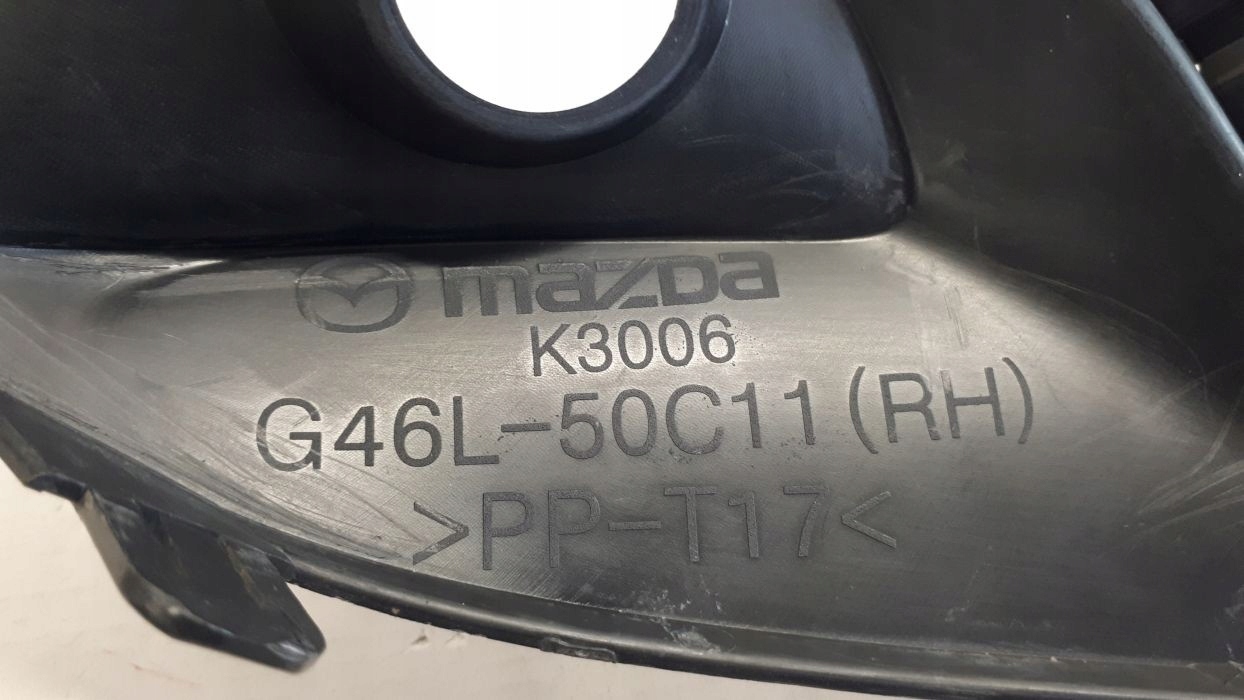 mazda
K3006
G46L-50C11(RH)
>PP-T17<